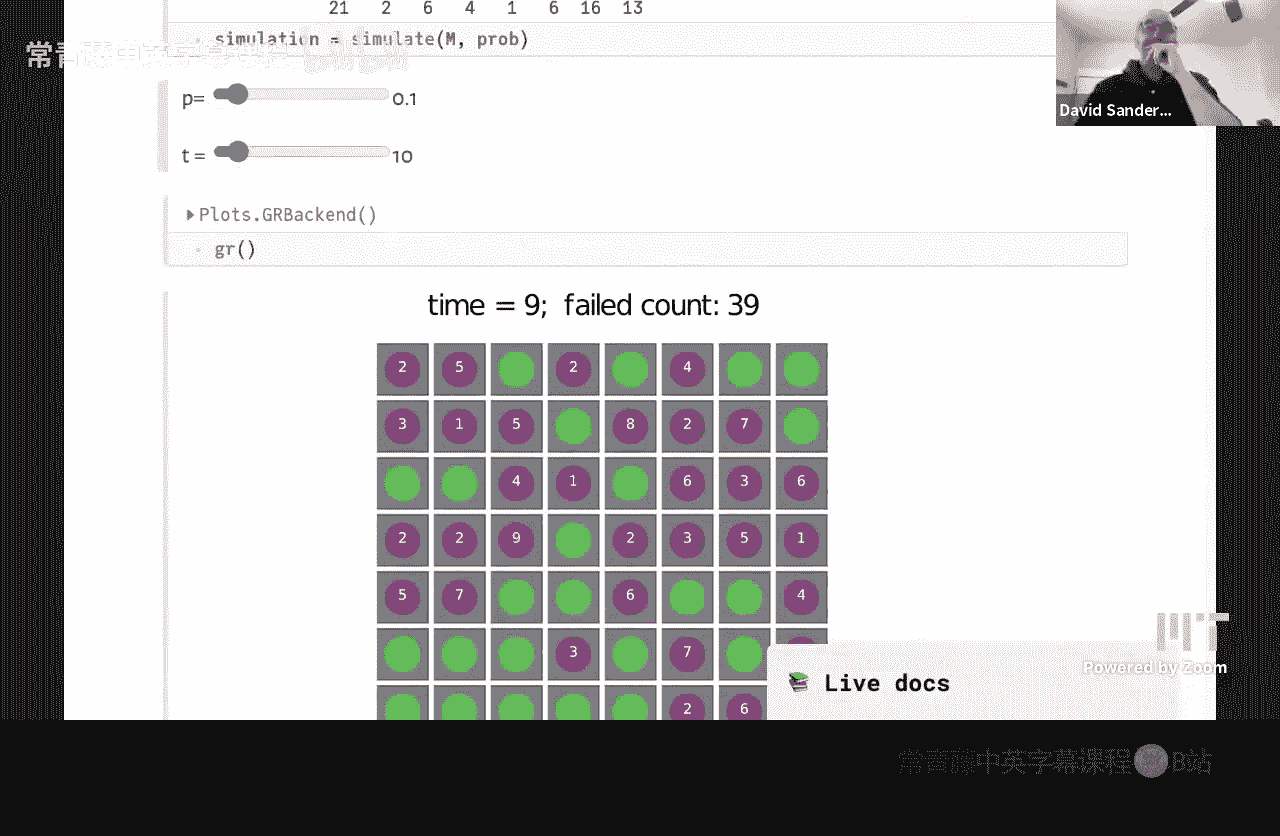 21 2 6 4 1 6 16 13
simulation = simulate(M, prob)
David Sander...
p= 0.1
t = 10
Plots.GRBackend()
gr()
time = 9; failed count: 39
2 5 2 4
3 1 5 8 2 7
4 1 6 3 6
2 2 9 2 3 5 1
5 7 6 4
3 7
2 6
Live docs
MIT
Powered by Zoom
常青藤中英字幕课程
B站